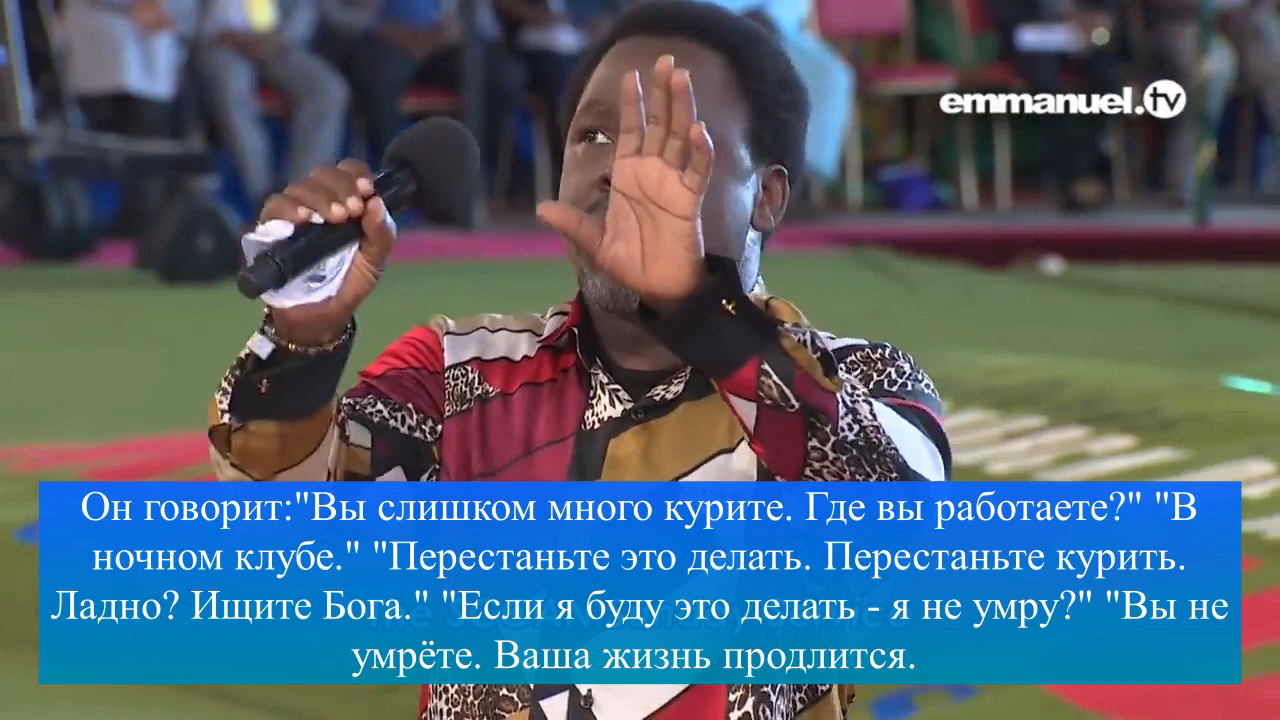 emmanuel.tv
Он говорит:"Вы слишком много курите. Где вы работаете?" "В
ночном клубе." "Перестаньте это делать. Перестаньте курить.
Ладно? Ищите Бога." "Если я буду это делать - я не умру?" "Вы не
умрёте. Ваша жизнь продлится.